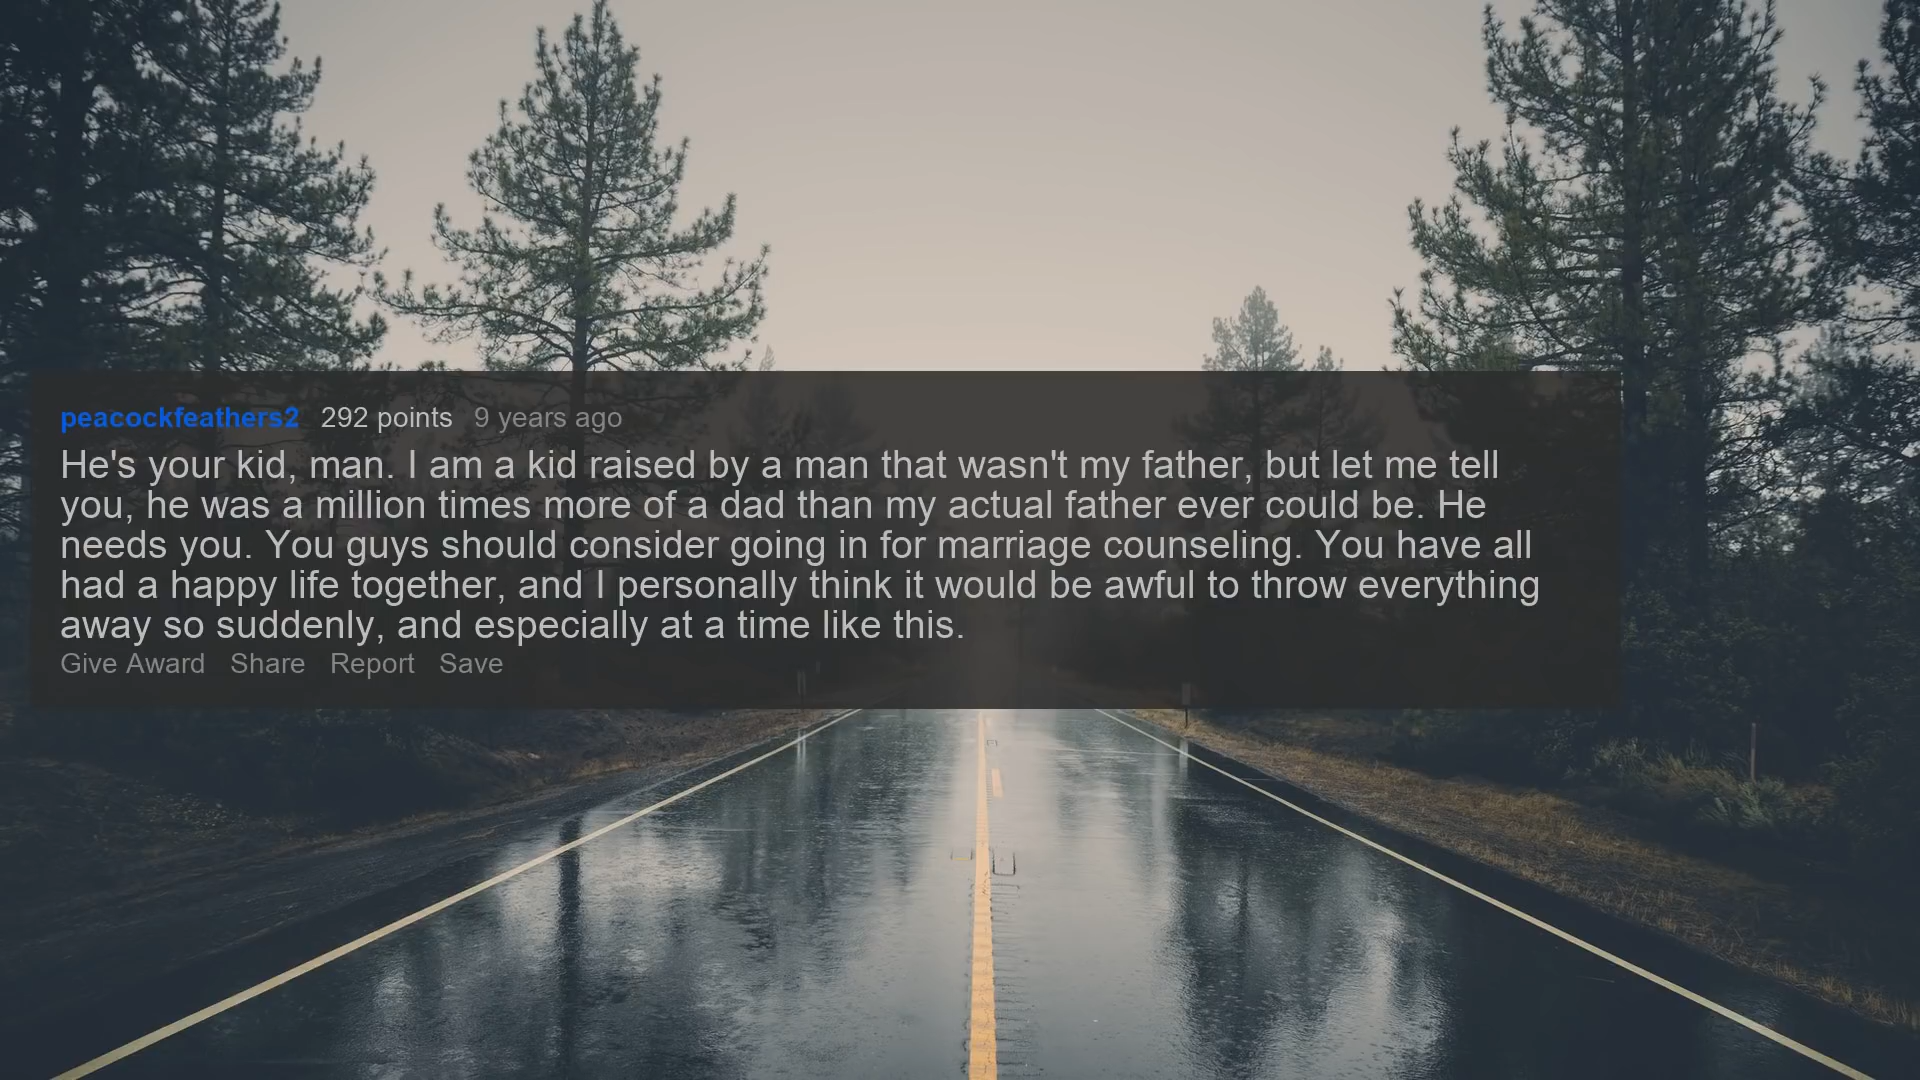 peacockfeathers2 292 points 9 years ago
He's your kid, man. I am a kid raised by a man that wasn't my father, but let me tell
you, he was a million times more of a dad than my actual father ever could be. He
needs you. You guys should consider going in for marriage counseling. You have all
had a happy life together, and I personally think it would be awful to throw everything
away so suddenly, and especially at a time like this.
Give Award Share Report Save